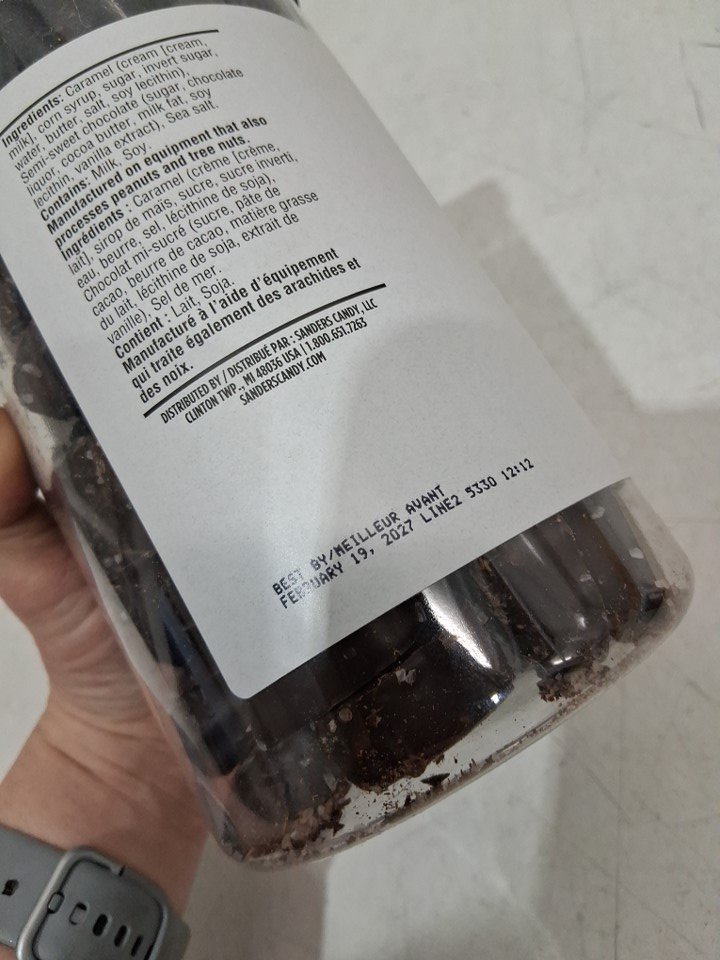 Ingredients: Caramel (cream [cream,
milk], corn syrup, sugar, invert sugar,
water, butter, salt, soy lecithin),
Semi-sweet chocolate (sugar, chocolate
liquor, cocoa butter, milk fat, soy
lecithin, vanilla extract), Sea salt.
Contains: Milk, Soy.
Manufactured on equipment that also
processes peanuts and tree nuts.
Ingrédients : Caramel (crème [crème,
lait], sirop de maïs, sucre, sucre inverti,
eau, beurre, sel, lécithine de soja),
Chocolat mi-sucré (sucre, pâte de
cacao, beurre de cacao, matière grasse
du lait, lécithine de soja, extrait de
vanille), Sel de mer.
Contient : Lait, Soja.
Manufacturé à l'aide d'équipement
qui traite également des arachides et
des noix.
DISTRIBUTED BY / DISTRIBUÉ PAR : SANDERS CANDY, LLC
CLINTON TWP., MI 48036 USA | 1.800.651.7263
SANDERSCANDY.COM
BEST BY/MEILLEUR AVANT
FEBRUARY 19, 2027 LINE2 5330 12:12